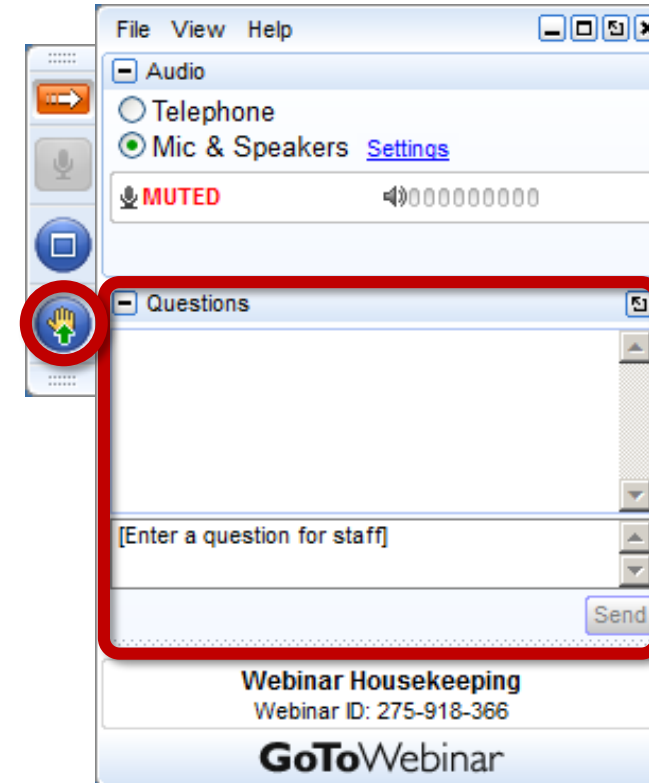 File View Help
Audio
Telephone
Mic & Speakers Settings
MUTED
Questions
[Enter a question for staff]
Send
Webinar Housekeeping
Webinar ID: 275-918-366
GoToWebinar